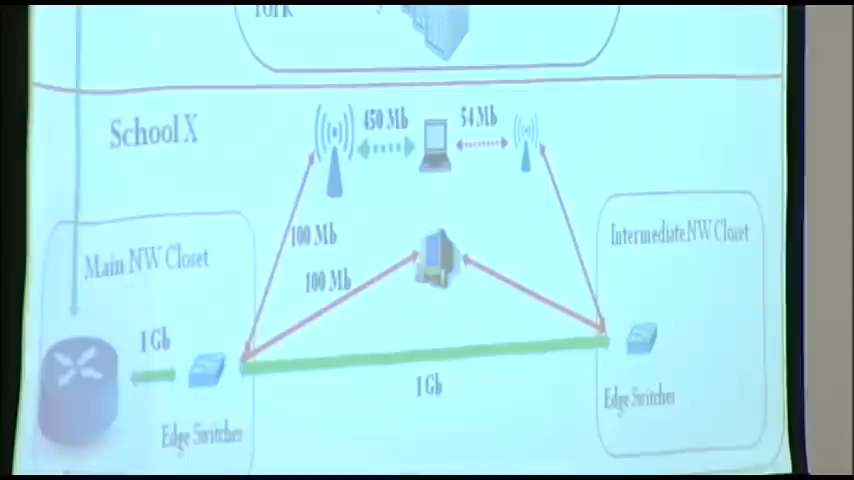 York
School X
450 Mb
54 Mb
100 Mb
100 Mb
Main NW Closet
Intermediate NW Closet
1 Gb
1 Gb
Edge Switches
Edge Switches